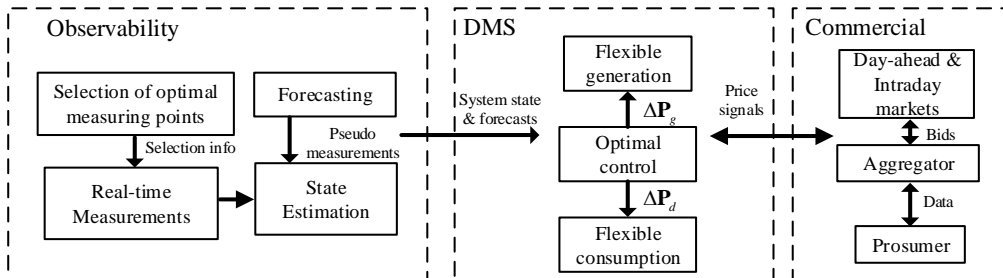 Observability
Selection of optimal
measuring points
Forecasting
Selection info
Pseudo
measurements
Real-time
Measurements
State
Estimation
System state
& forecasts
DMS
Flexible
generation
ΔP_g
Optimal
control
ΔP_d
Flexible
consumption
Price
signals
Commercial
Day-ahead &
Intraday
markets
Bids
Aggregator
Data
Prosumer